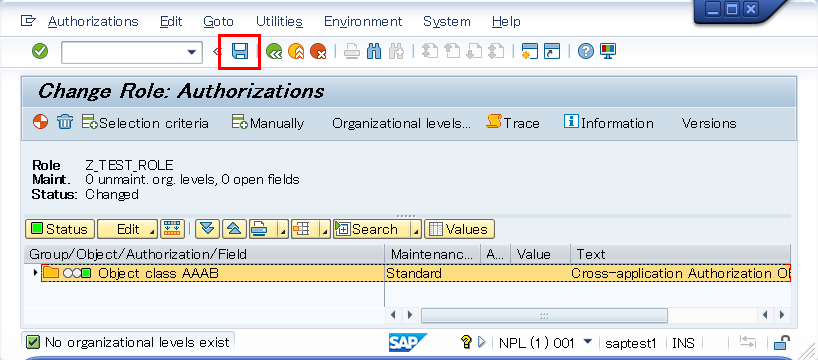 Authorizations Edit Goto Utilities Environment System Help
Change Role: Authorizations
Selection criteria Manually Organizational levels... Trace Information Versions
Role Z_TEST_ROLE
Maint. 0 unmaint. org. levels, 0 open fields
Status: Changed
Status Edit Search Values
Group/Object/Authorization/Field Maintenanc... A... Value Text
Object class AAAB Standard Cross-application Authorization Ob
No organizational levels exist SAP NPL (1) 001 saptest1 INS